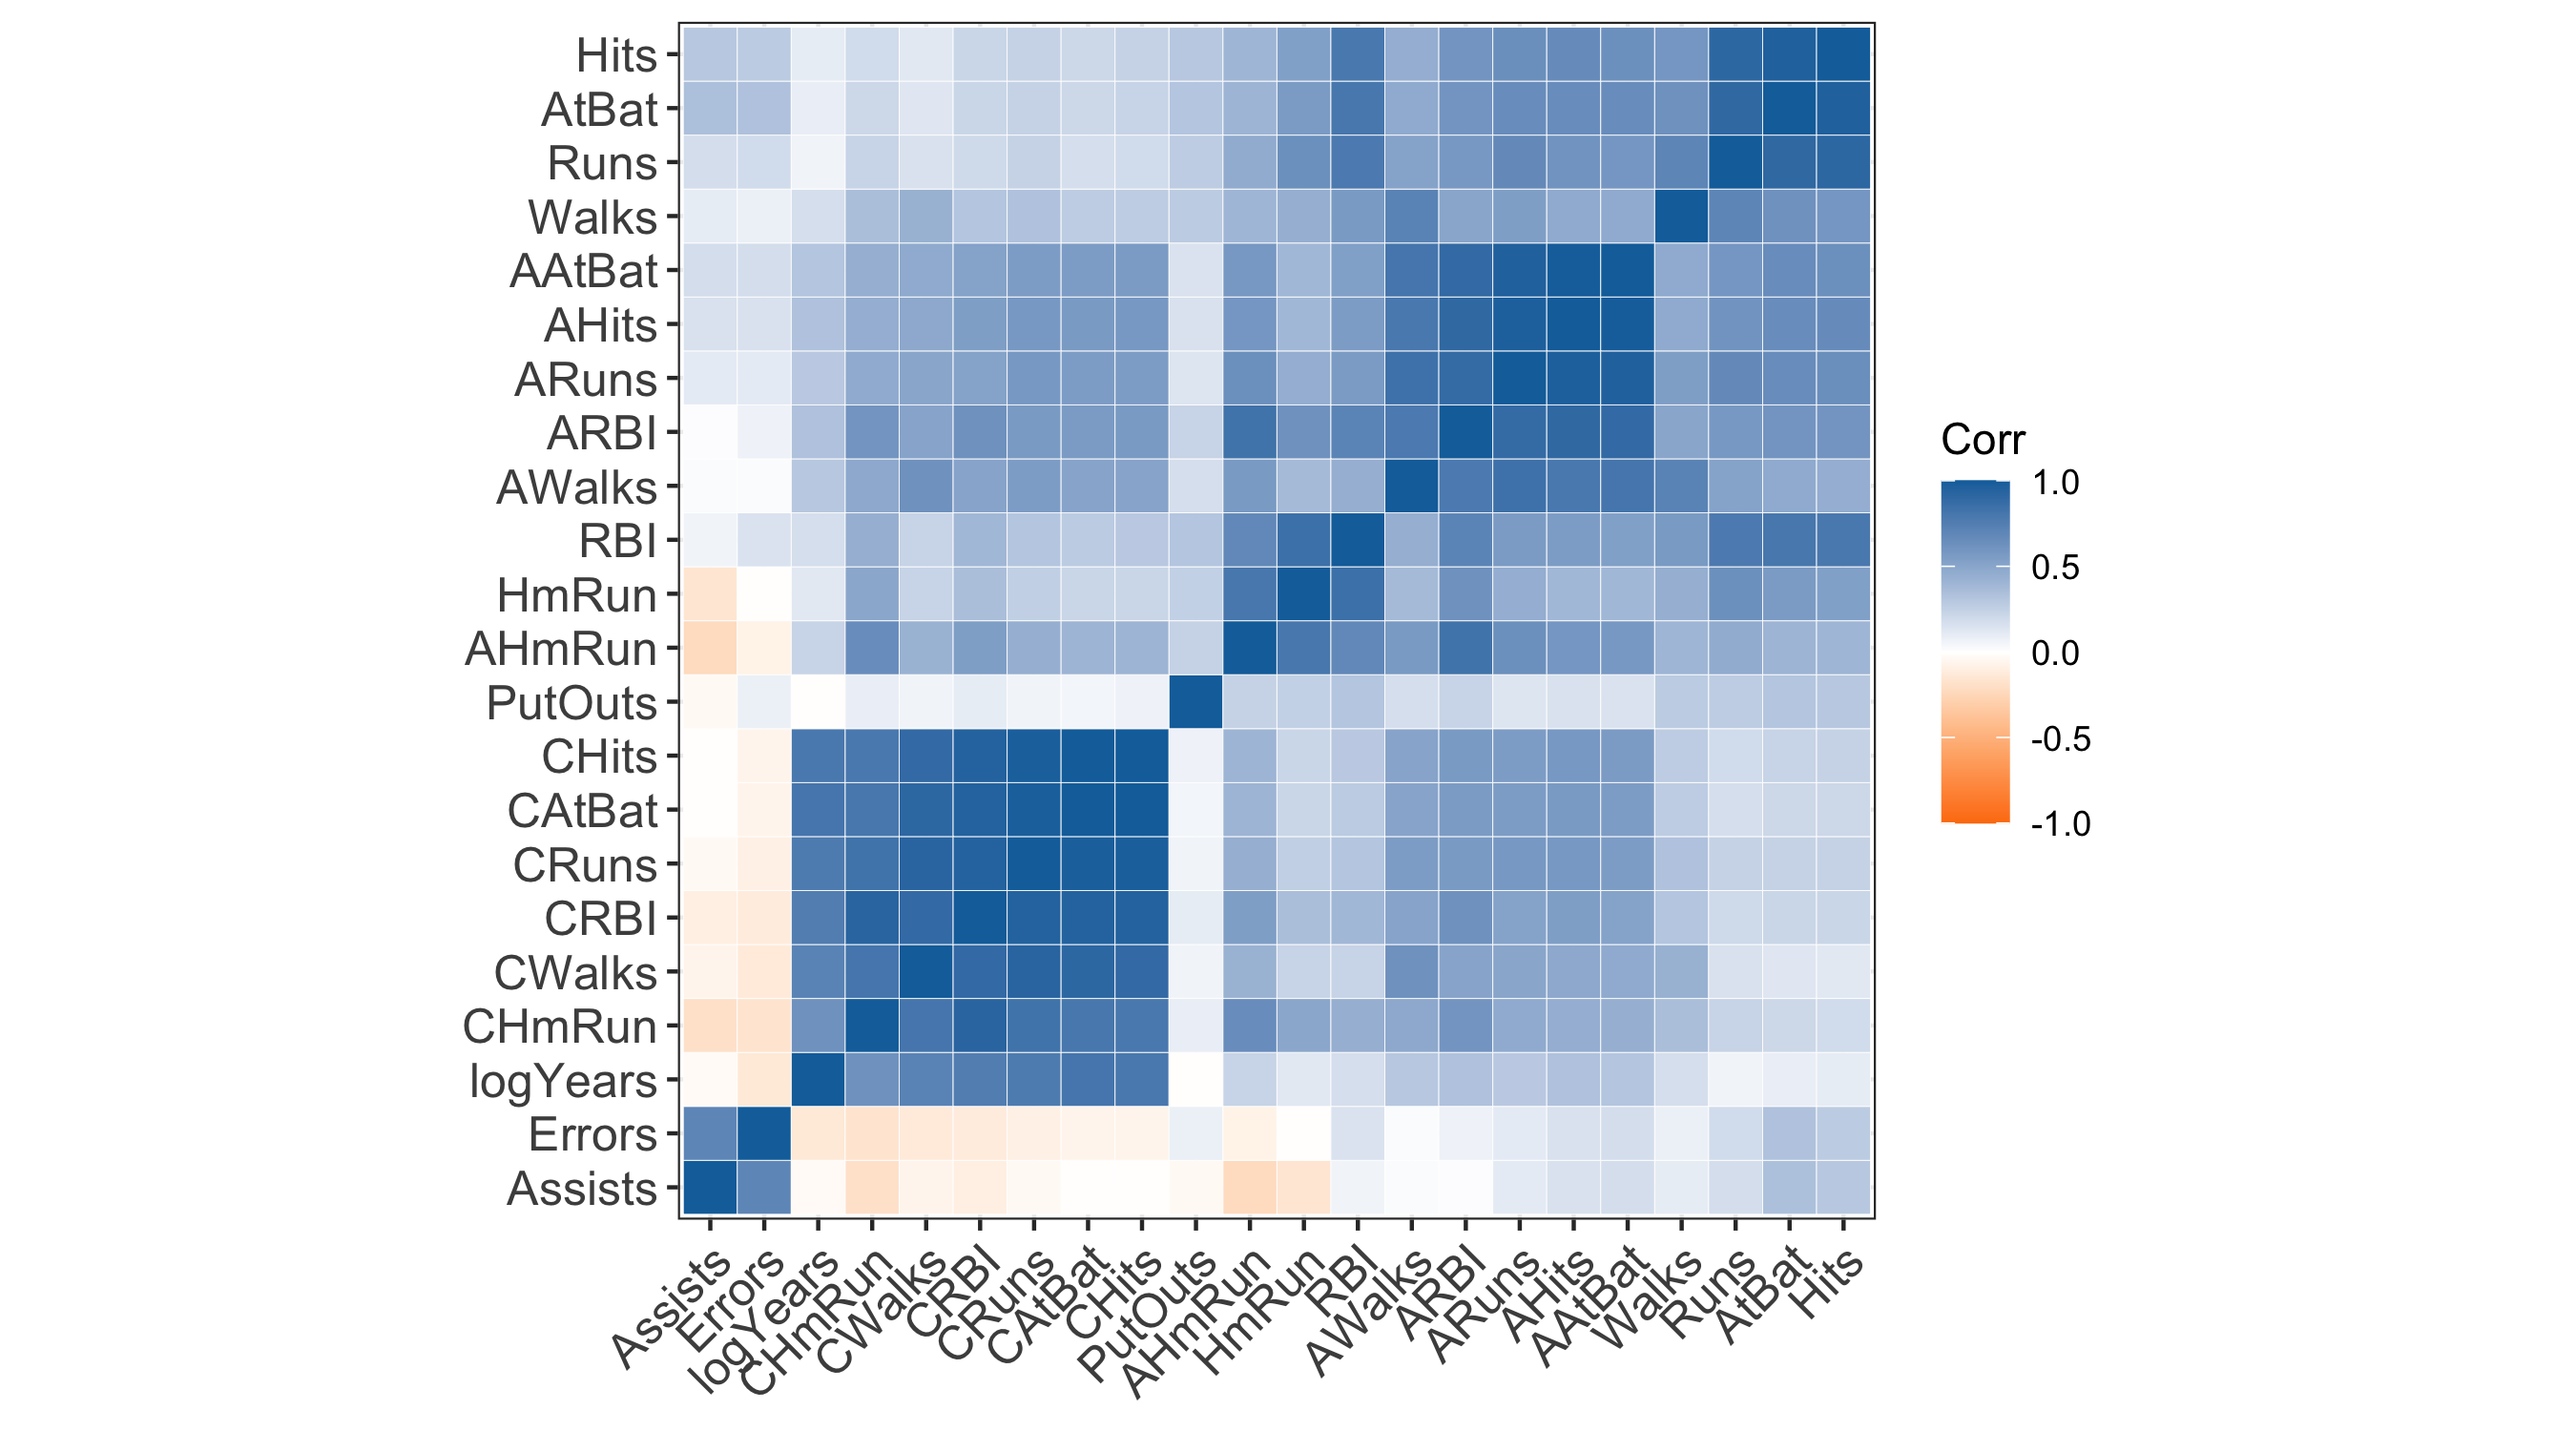 Hits
AtBat
Runs
Walks
AAtBat
AHits
ARuns
ARBI
AWalks
RBI
HmRun
AHmRun
PutOuts
CHits
CAtBat
CRuns
CRBI
CWalks
CHmRun
logYears
Errors
Assists
Assists
Errors
logYears
CHmRun
CWalks
CRBI
CRuns
CAtBat
CHits
PutOuts
AHmRun
HmRun
RBI
AWalks
ARBI
ARuns
AHits
AAtBat
Walks
Runs
AtBat
Hits
Corr
1.0
0.5
0.0
-0.5
-1.0